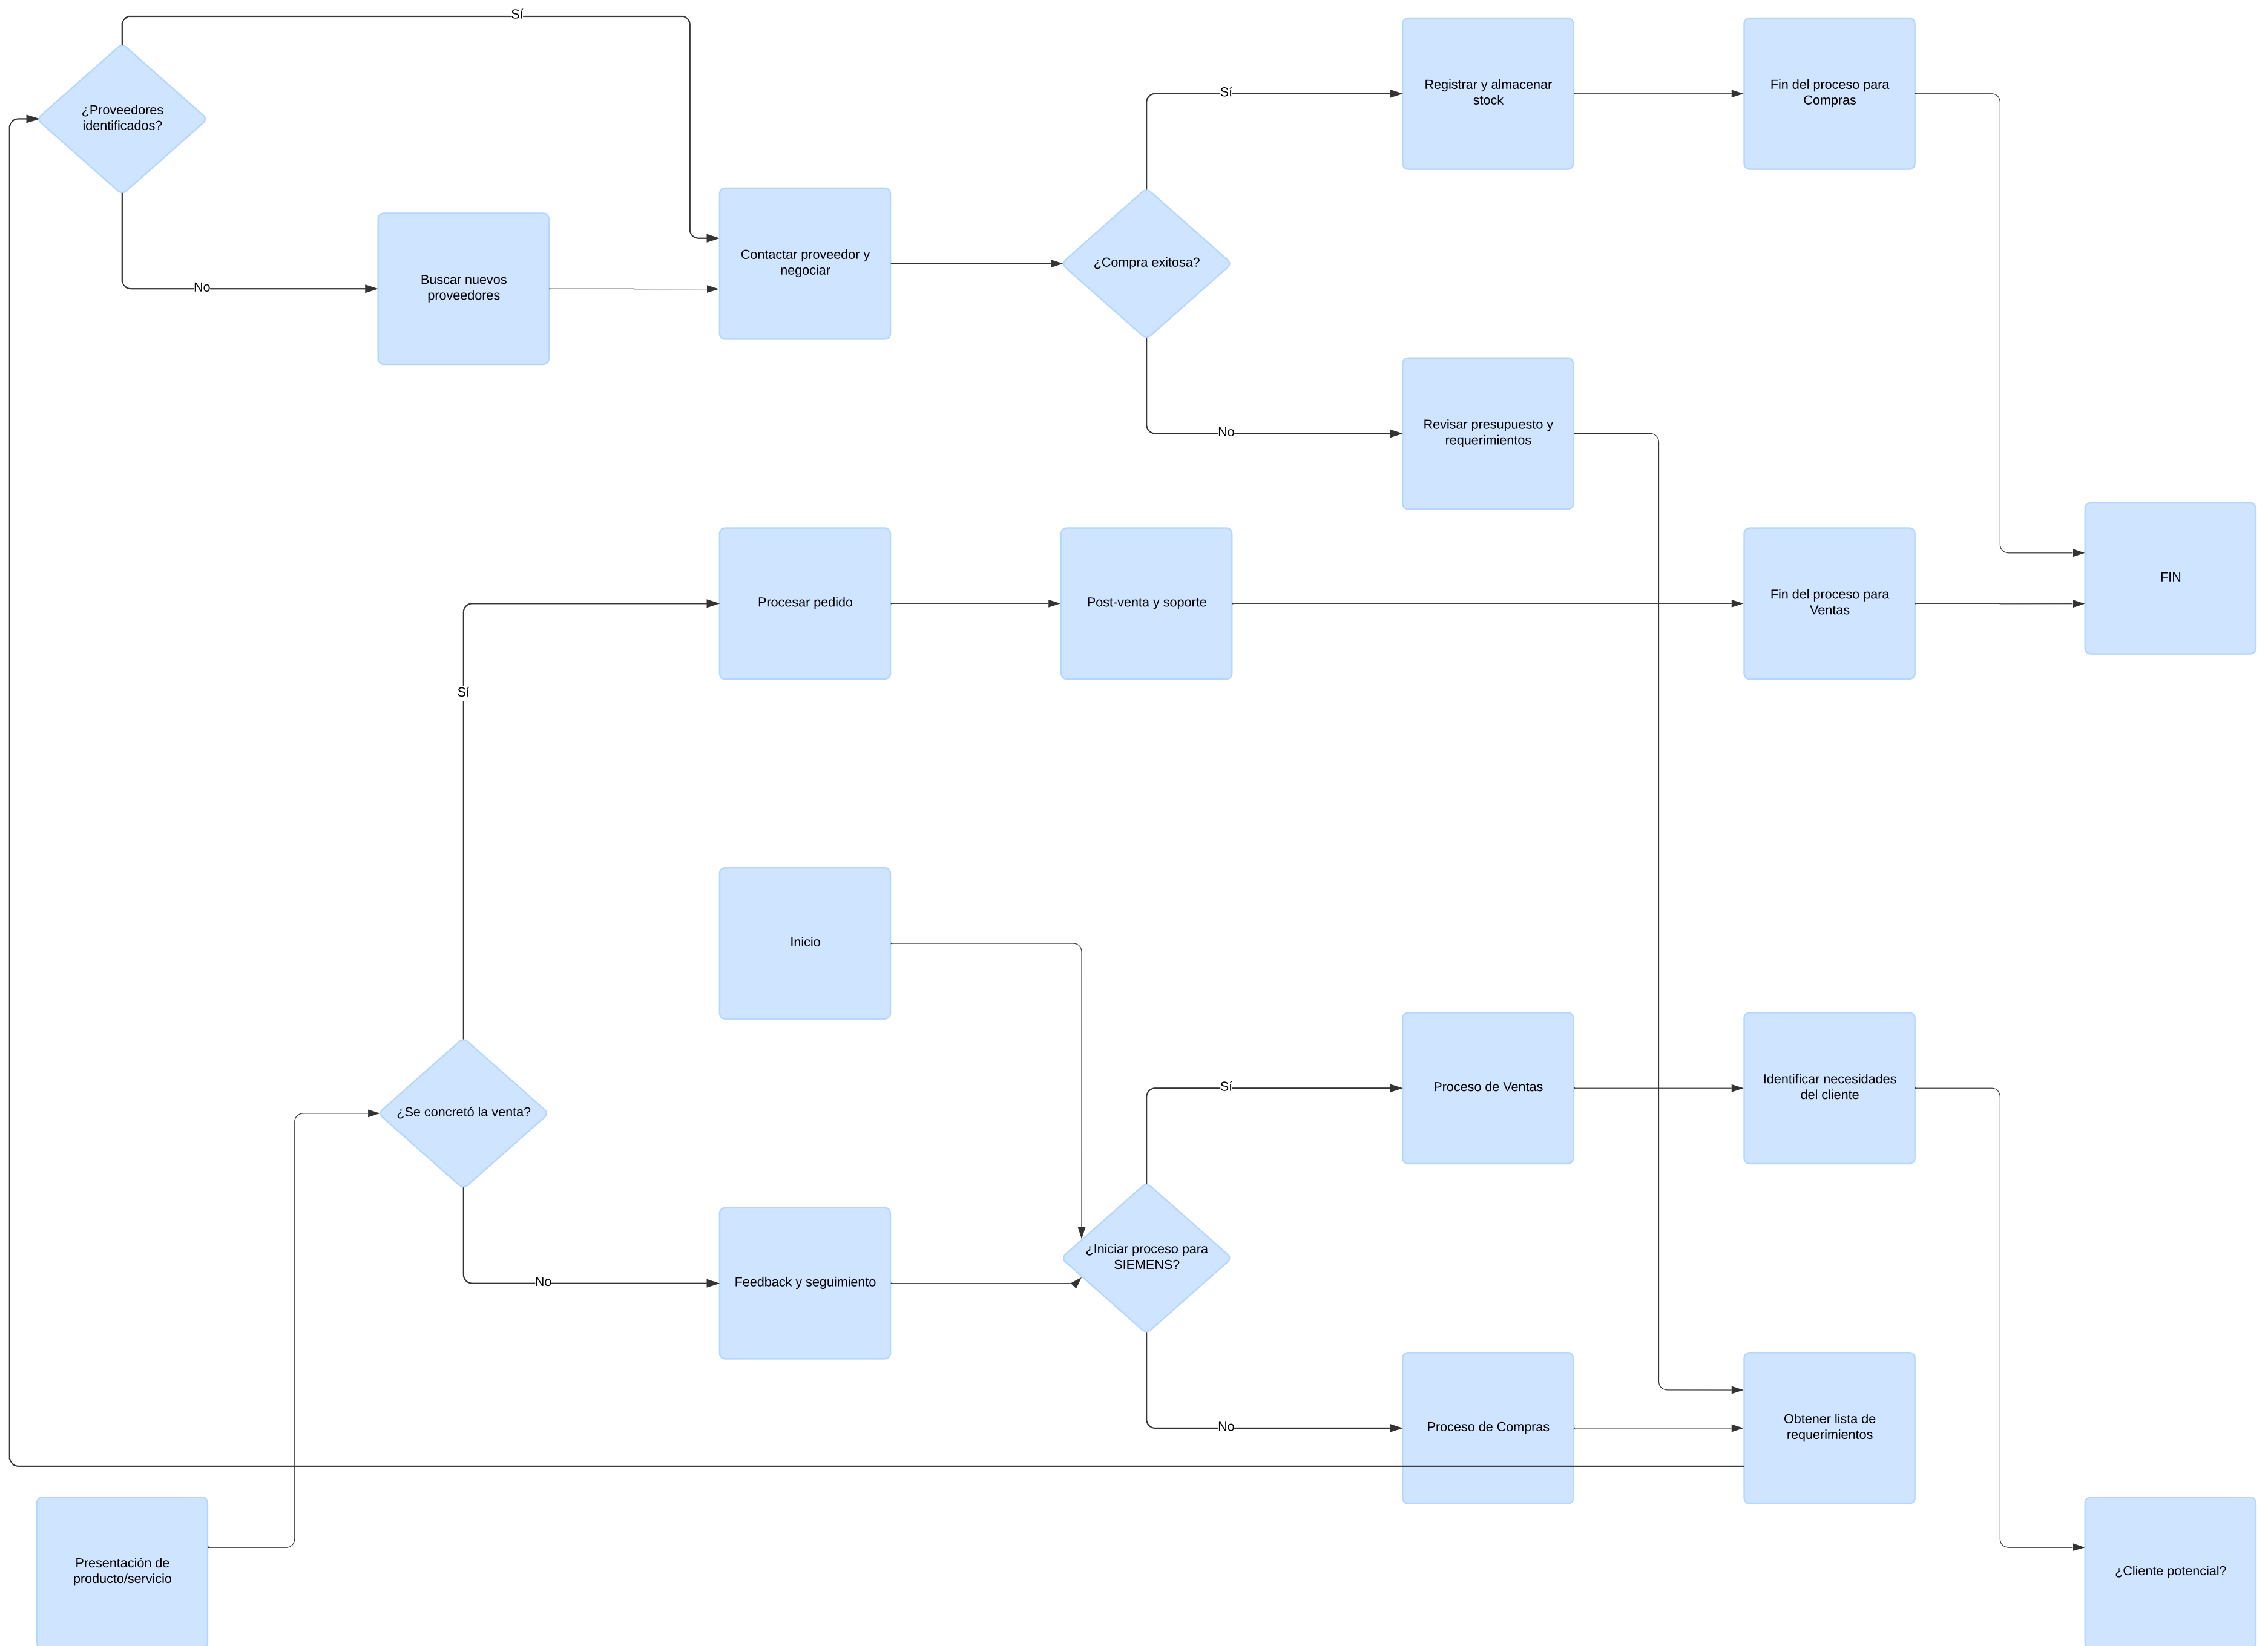 Sí
¿Proveedores
identificados?
No
Buscar nuevos
proveedores
Contactar proveedor y
negociar
¿Compra exitosa?
Sí
Registrar y almacenar
stock
Fin del proceso para
Compras
No
Revisar presupuesto y
requerimientos
Sí
Procesar pedido
Post-venta y soporte
Fin del proceso para
Ventas
FIN
Inicio
¿Se concretó la venta?
No
Feedback y seguimiento
¿Iniciar proceso para
SIEMENS?
Sí
Proceso de Ventas
Identificar necesidades
del cliente
No
Proceso de Compras
Obtener lista de
requerimientos
Presentación de
producto/servicio
¿Cliente potencial?